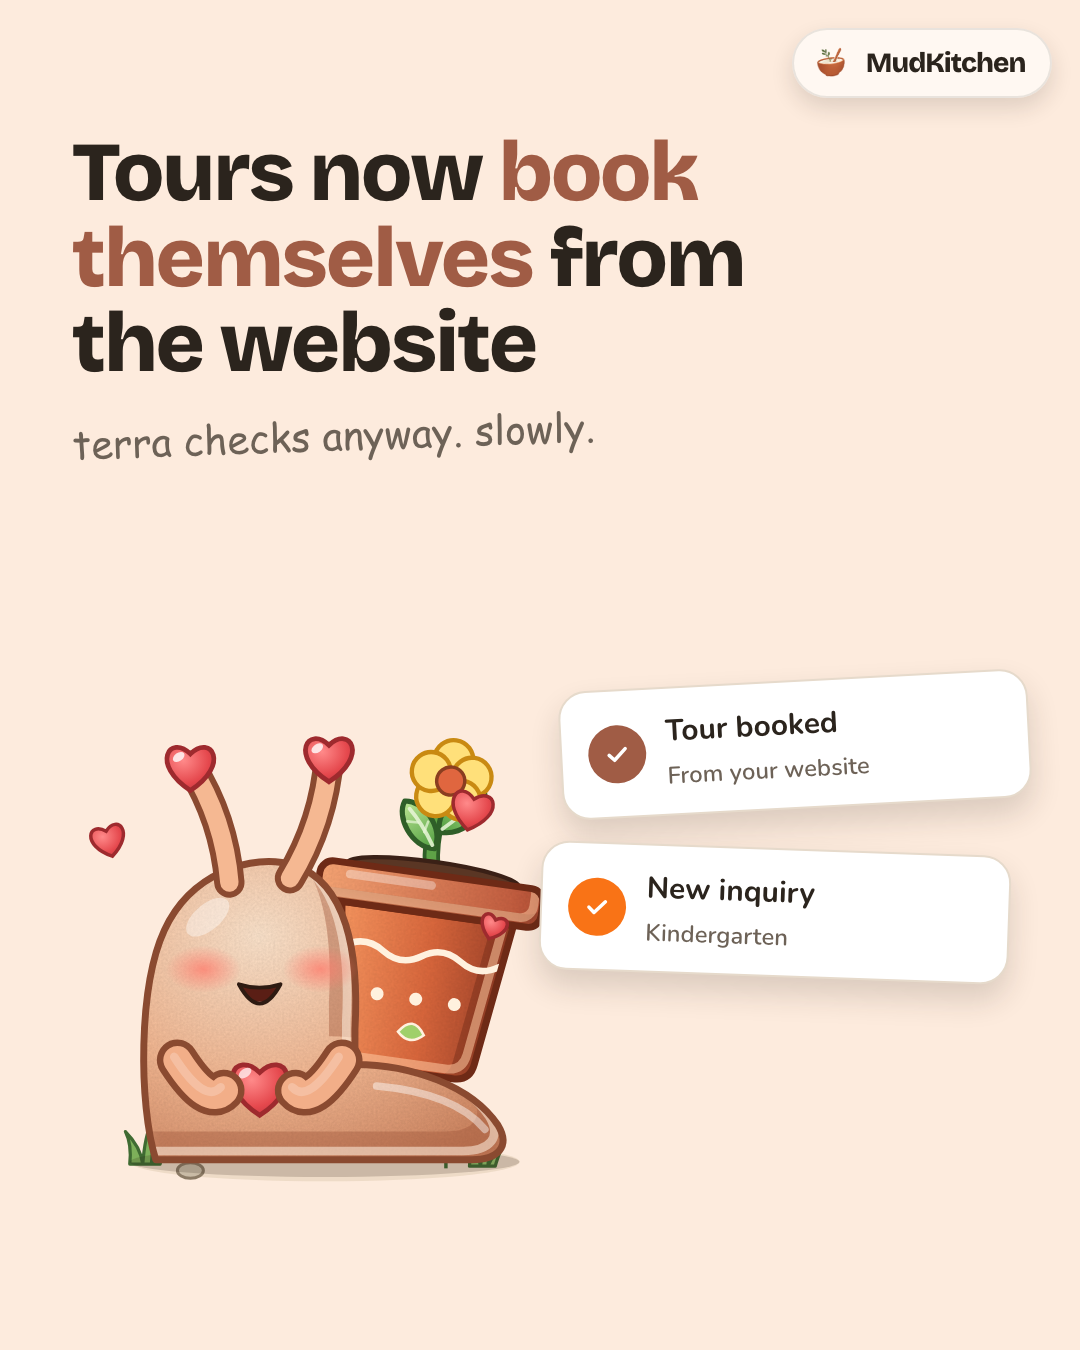 MudKitchen
Tours now book
themselves from
the website
terra checks anyway. slowly.
Tour booked
From your website
New inquiry
Kindergarten